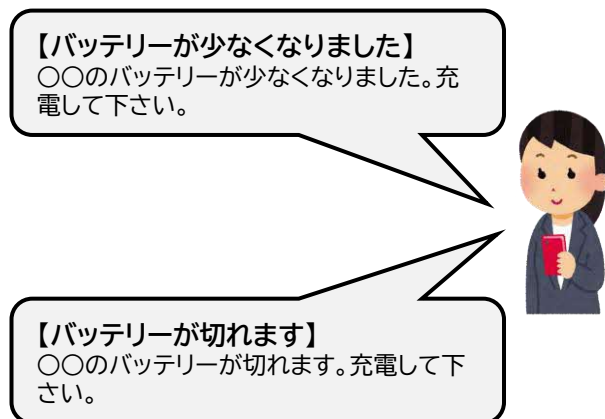 【バッテリーが少なくなりました】
○○のバッテリーが少なくなりました。充
電して下さい。
【バッテリーが切れます】
○○のバッテリーが切れます。充電して下
さい。